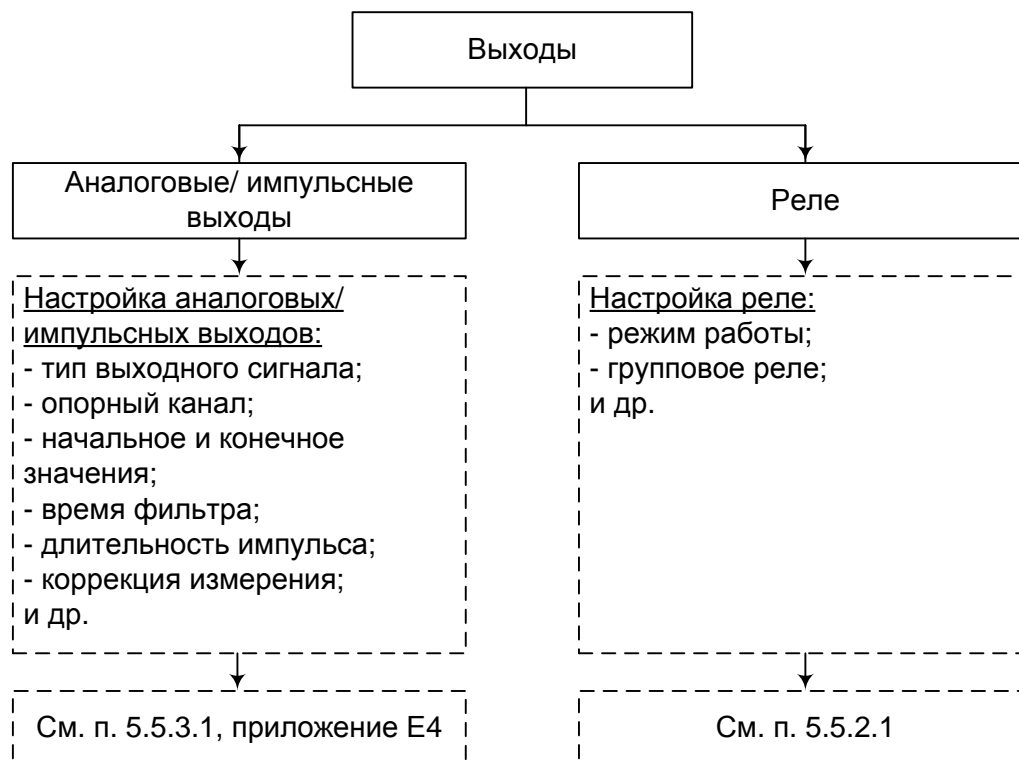 Выходы
Аналоговые/ импульсные
выходы
Реле
Настройка аналоговых/
импульсных выходов:
- тип выходного сигнала;
- опорный канал;
- начальное и конечное
значения;
- время фильтра;
- длительность импульса;
- коррекция измерения;
и др.
Настройка реле:
- режим работы;
- групповое реле;
и др.
См. п. 5.5.3.1, приложение Е4
См. п. 5.5.2.1